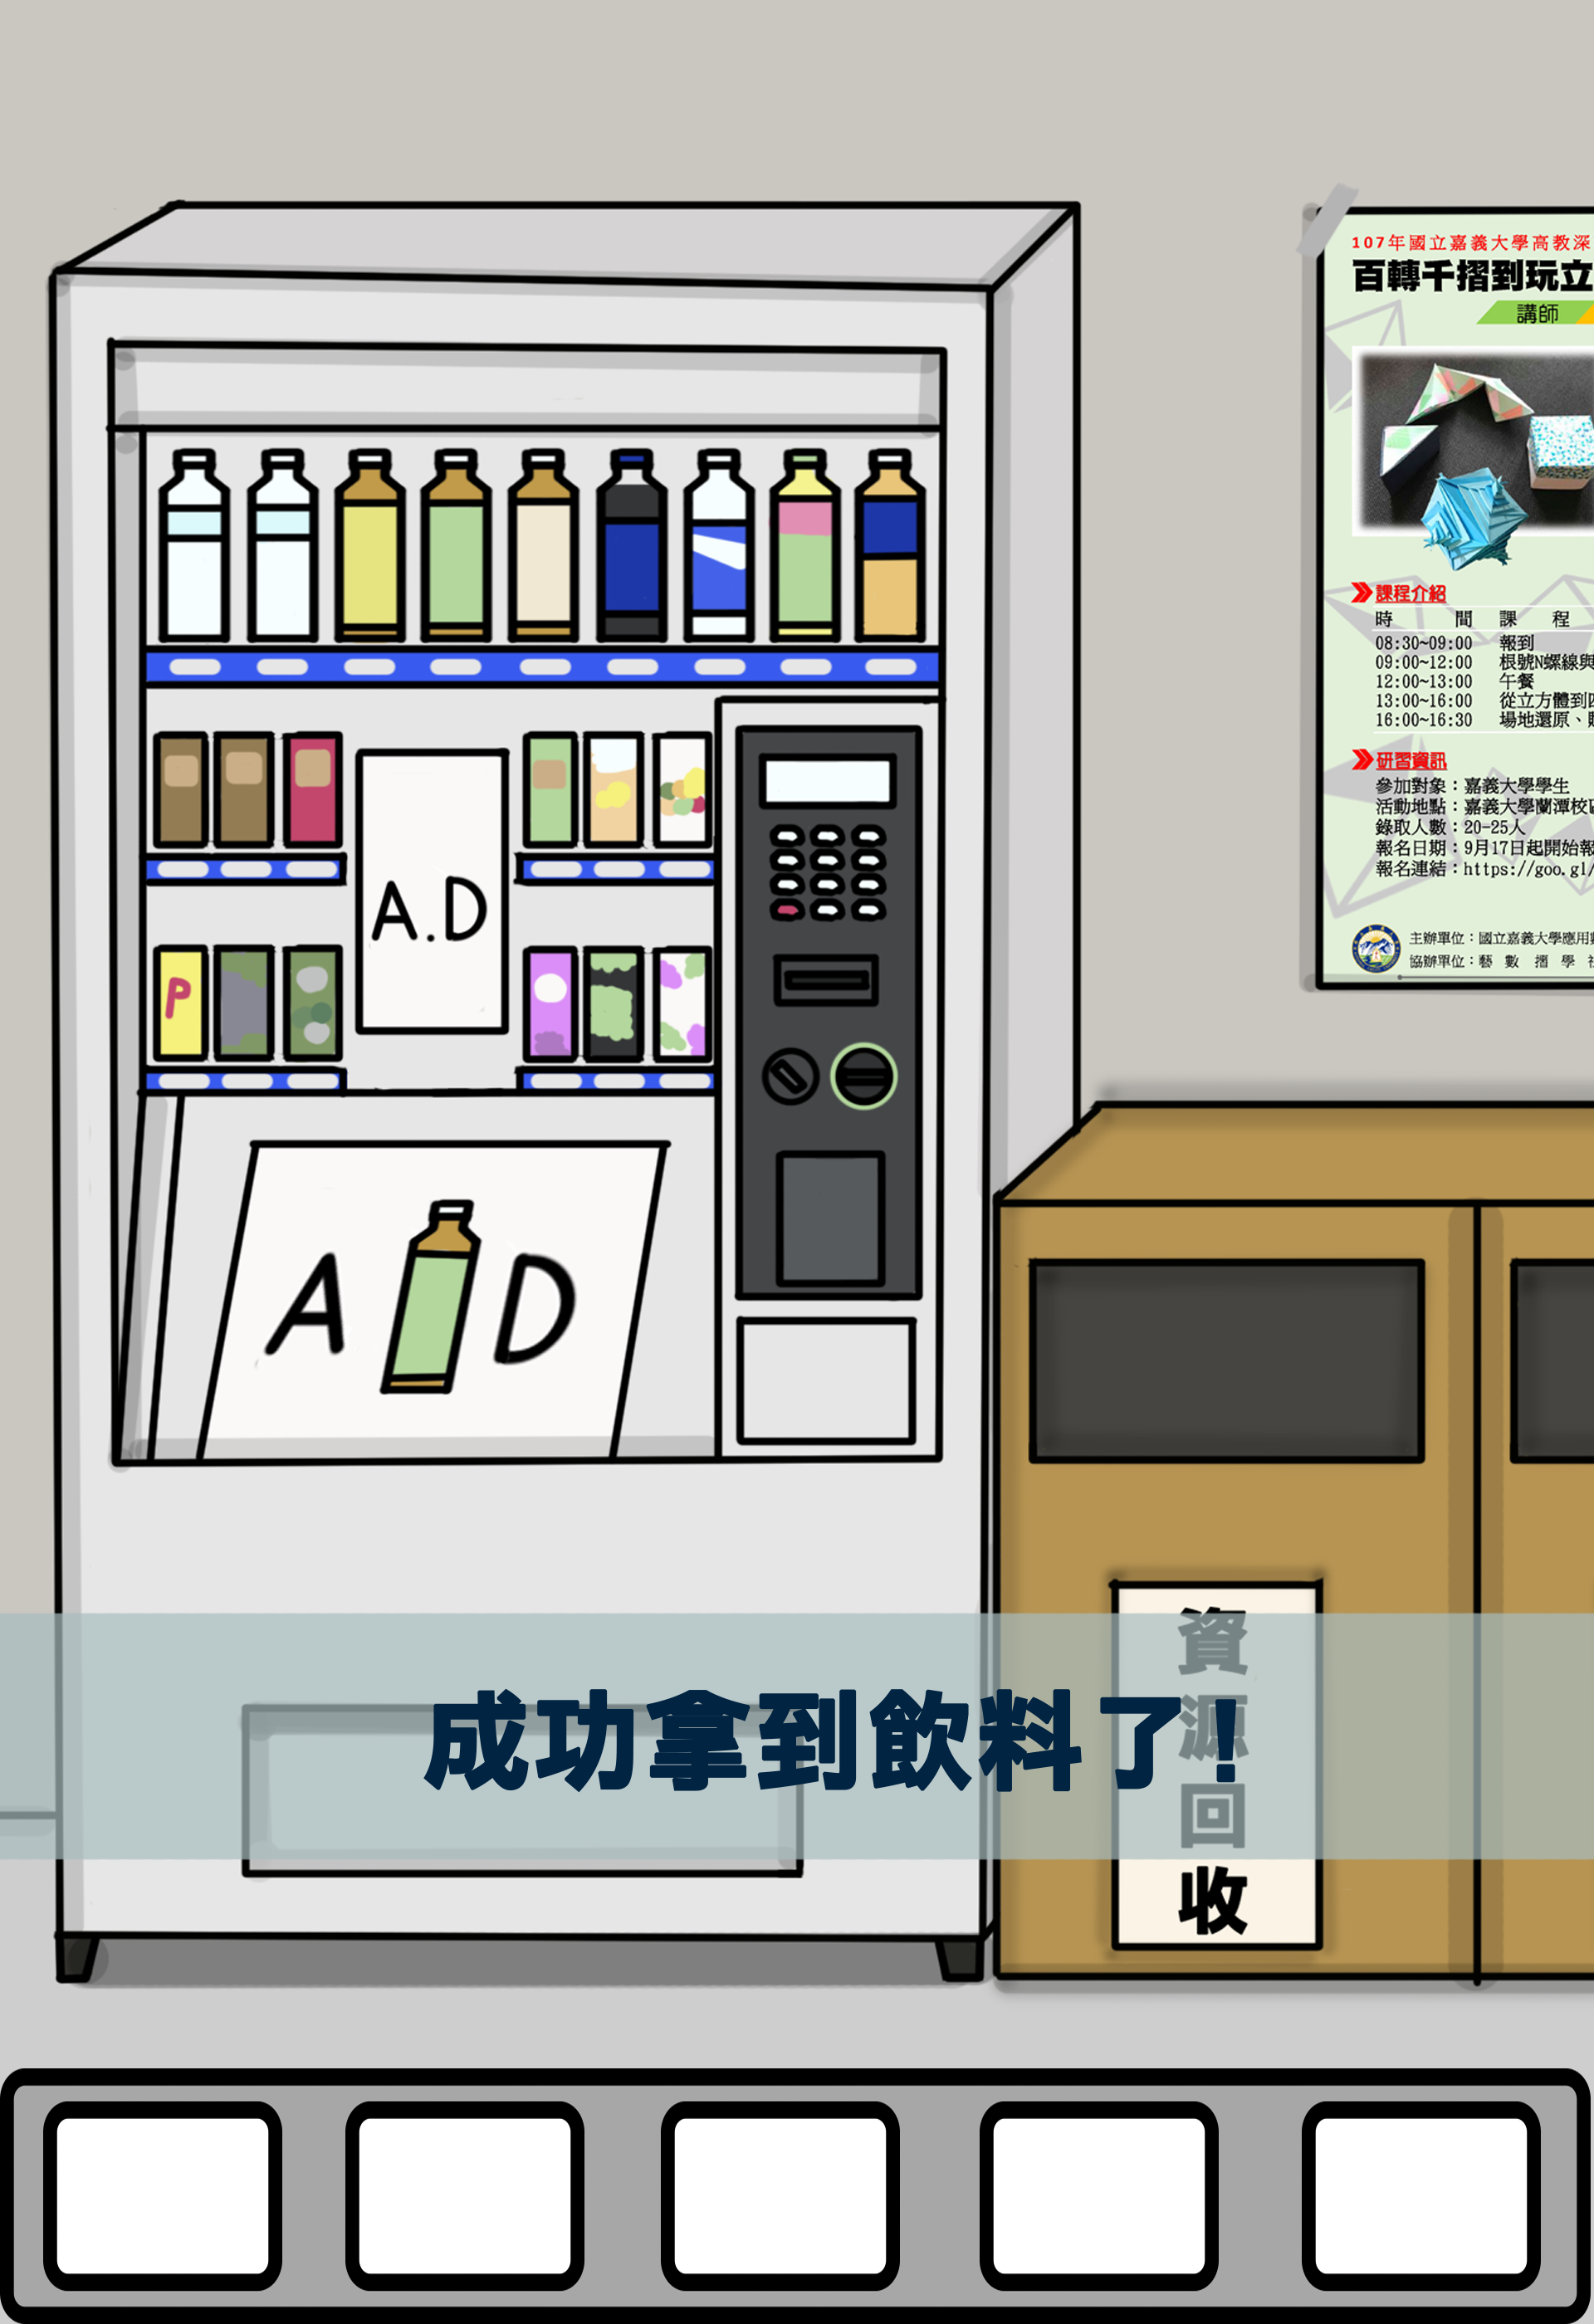 107年國立嘉義大學高教深
百轉千摺到玩立
講師
課程介紹
時 間 課 程
08:30~09:00 報到
09:00~12:00 根號N螺線與
12:00~13:00 午餐
13:00~16:00 從立方體到
16:00~16:30 場地還原、
研習資訊
參加對象：嘉義大學學生
活動地點：嘉義大學蘭潭校區
錄取人數：20-25人
報名日期：9月17日起開始報
報名連結：https://goo.gl/
主辦單位：國立嘉義大學應用數
協辦單位：藝 數 摺 學 社
A.D
P
A D
資
源
回
收
成功拿到飲料了!